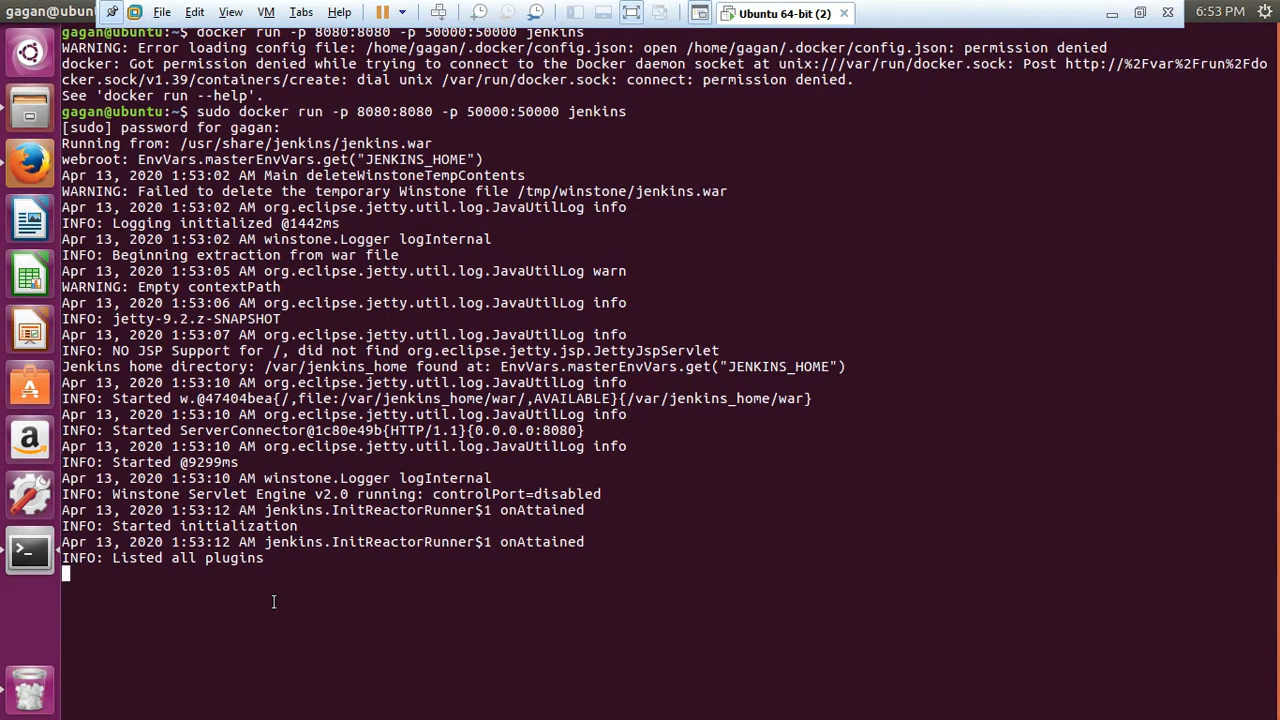 gagan@ubuntu
File Edit View VM Tabs Help
Ubuntu 64-bit (2)
6:53 PM
gagan@ubuntu:~$ docker run -p 8080:8080 -p 50000:50000 jenkins
WARNING: Error loading config file: /home/gagan/.docker/config.json: open /home/gagan/.docker/config.json: permission denied
docker: Got permission denied while trying to connect to the Docker daemon socket at unix:///var/run/docker.sock: Post http://%2Fvar%2Frun%2Fdo
cker.sock/v1.39/containers/create: dial unix /var/run/docker.sock: connect: permission denied.
See 'docker run --help'.
gagan@ubuntu:~$ sudo docker run -p 8080:8080 -p 50000:50000 jenkins
[sudo] password for gagan:
Running from: /usr/share/jenkins/jenkins.war
webroot: EnvVars.masterEnvVars.get("JENKINS_HOME")
Apr 13, 2020 1:53:02 AM Main deleteWinstoneTempContents
WARNING: Failed to delete the temporary Winstone file /tmp/winstone/jenkins.war
Apr 13, 2020 1:53:02 AM org.eclipse.jetty.util.log.JavaUtilLog info
INFO: Logging initialized @1442ms
Apr 13, 2020 1:53:02 AM winstone.Logger logInternal
INFO: Beginning extraction from war file
Apr 13, 2020 1:53:05 AM org.eclipse.jetty.util.log.JavaUtilLog warn
WARNING: Empty contextPath
Apr 13, 2020 1:53:06 AM org.eclipse.jetty.util.log.JavaUtilLog info
INFO: jetty-9.2.z-SNAPSHOT
Apr 13, 2020 1:53:07 AM org.eclipse.jetty.util.log.JavaUtilLog info
INFO: NO JSP Support for /, did not find org.eclipse.jetty.jsp.JettyJspServlet
Jenkins home directory: /var/jenkins_home found at: EnvVars.masterEnvVars.get("JENKINS_HOME")
Apr 13, 2020 1:53:10 AM org.eclipse.jetty.util.log.JavaUtilLog info
INFO: Started w.@47404bea{/,file:/var/jenkins_home/war/,AVAILABLE}{/var/jenkins_home/war}
Apr 13, 2020 1:53:10 AM org.eclipse.jetty.util.log.JavaUtilLog info
INFO: Started ServerConnector@1c80e49b{HTTP/1.1}{0.0.0.0:8080}
Apr 13, 2020 1:53:10 AM org.eclipse.jetty.util.log.JavaUtilLog info
INFO: Started @9299ms
Apr 13, 2020 1:53:10 AM winstone.Logger logInternal
INFO: Winstone Servlet Engine v2.0 running: controlPort=disabled
Apr 13, 2020 1:53:12 AM jenkins.InitReactorRunner$1 onAttained
INFO: Started initialization
Apr 13, 2020 1:53:12 AM jenkins.InitReactorRunner$1 onAttained
INFO: Listed all plugins